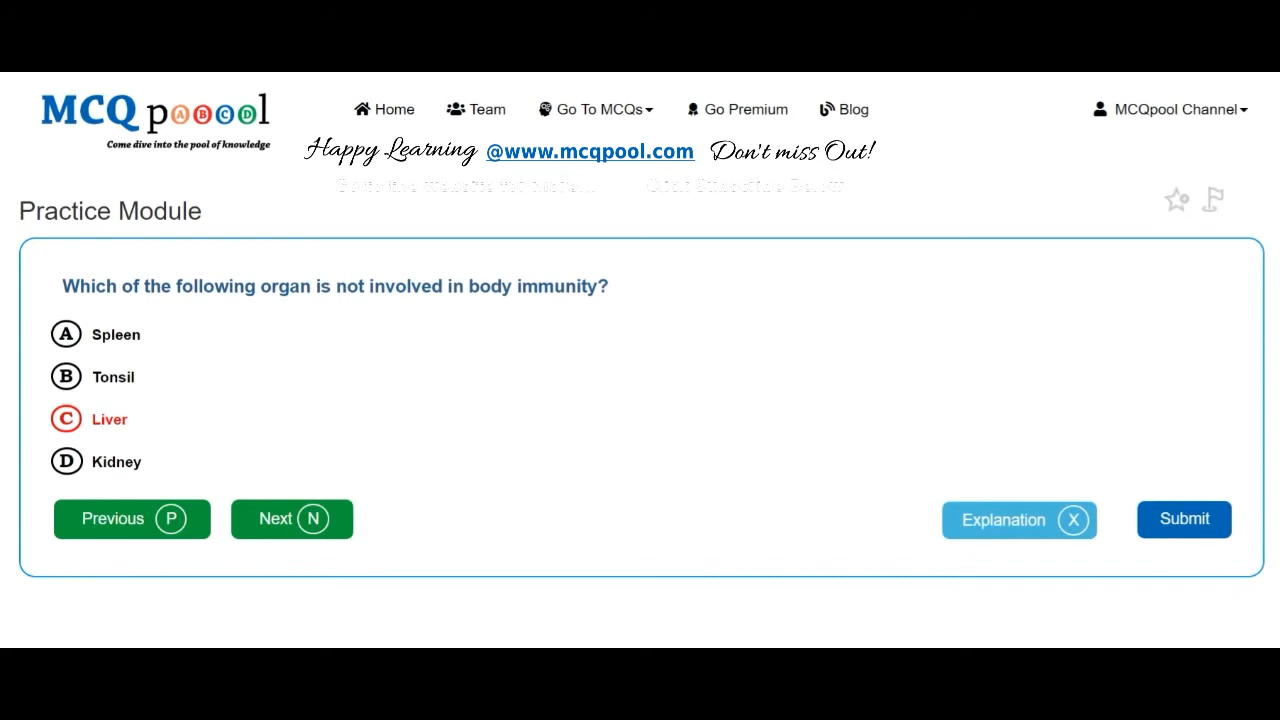 MCQ pooool
Come dive into the pool of knowledge
Home Team Go To MCQs Go Premium Blog MCQpool Channel
Happy Learning @www.mcqpool.com Don't miss Out!
Practice Module
Which of the following organ is not involved in body immunity?
A Spleen
B Tonsil
C Liver
D Kidney
Previous P Next N Explanation X Submit